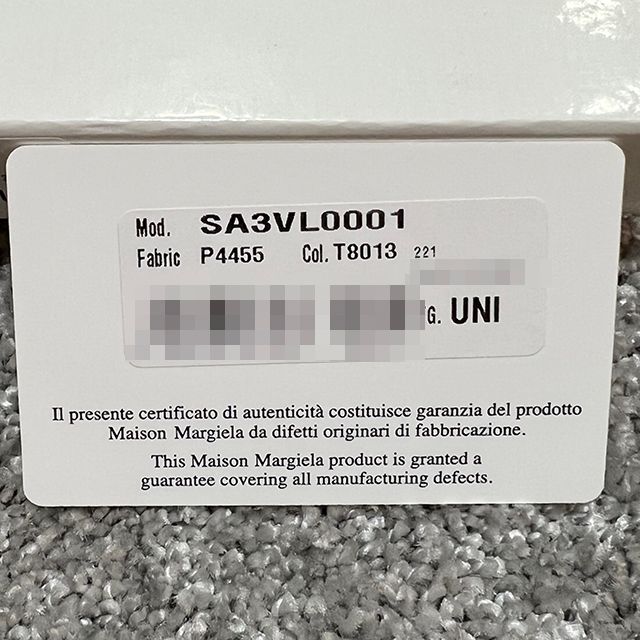 Mod. SA3VL0001
Fabric P4455 Col. T8013 221
G. UNI
Il presente certificato di autenticità costituisce garanzia del prodotto
Maison Margiela da difetti originari di fabbricazione.
This Maison Margiela product is granted a
guarantee covering all manufacturing defects.